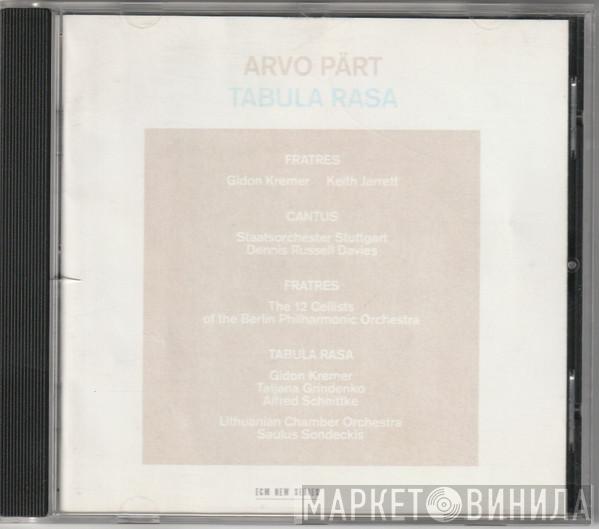 ARVO PÄRT
TABULA RASA
FRATRES
Gidon Kremer Keith Jarrett
CANTUS
Staatsorchester Stuttgart
Dennis Russell Davies
FRATRES
The 12 Cellists
of the Berlin Philharmonic Orchestra
TABULA RASA
Gidon Kremer
Tatjana Grindenko
Alfred Schnittke
Lithuanian Chamber Orchestra
Saulus Sondeckis
ECM NEW SERIES
МАРКЕТ ВИНИЛА